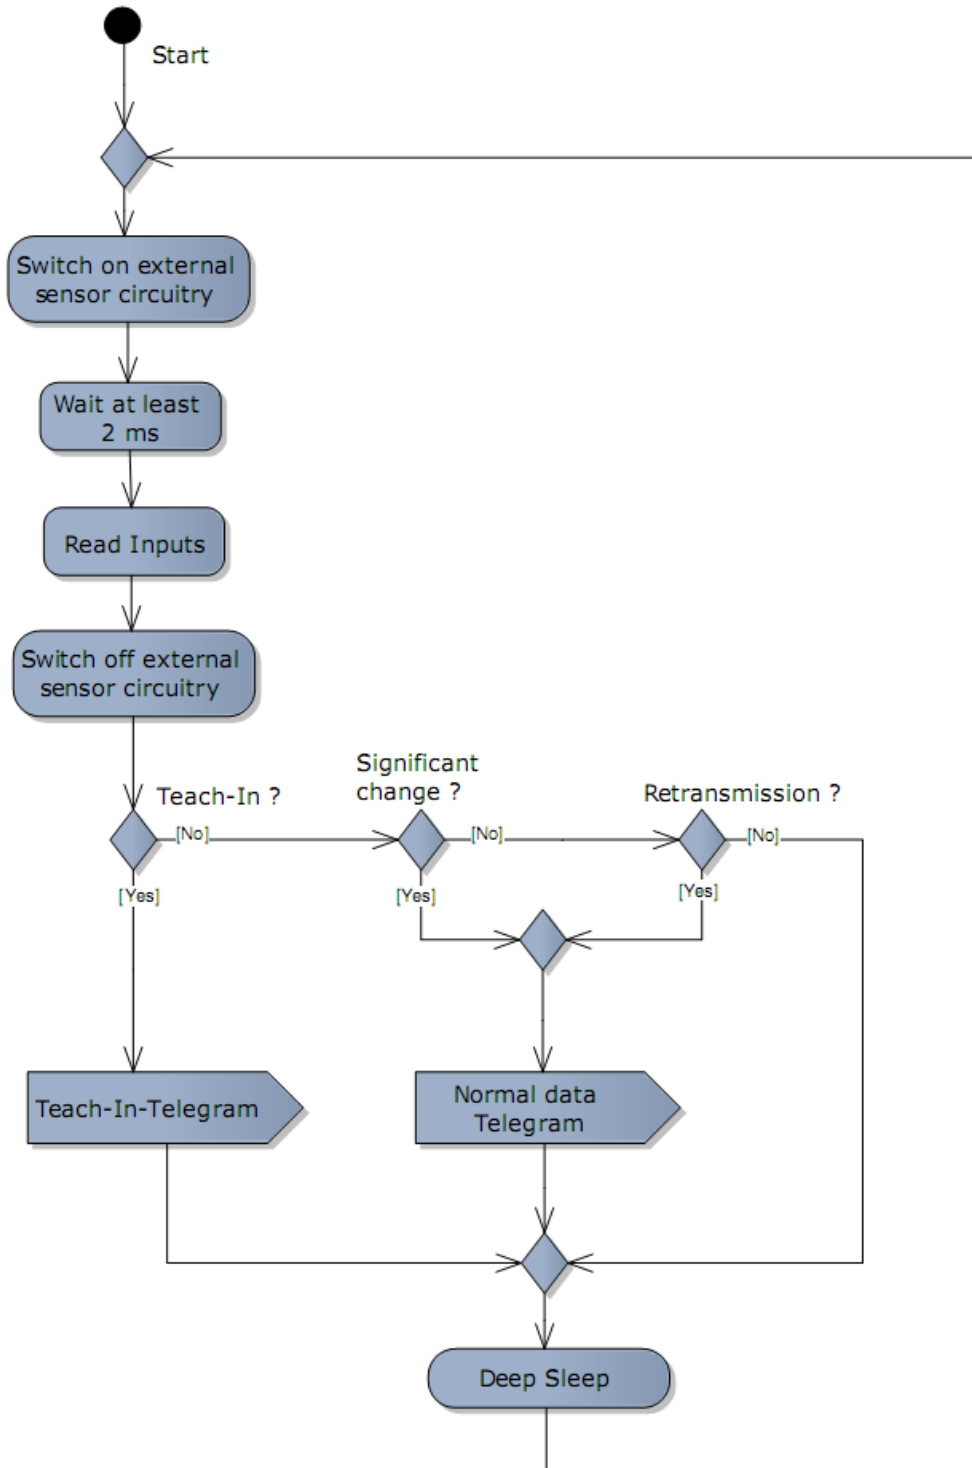 Start
Switch on external
sensor circuitry
Wait at least
2 ms
Read Inputs
Switch off external
sensor circuitry
Teach-In ?
Significant
change ?
Retransmission ?
[No]
[No]
[No]
[Yes]
[Yes]
[Yes]
Teach-In-Telegram
Normal data
Telegram
Deep Sleep